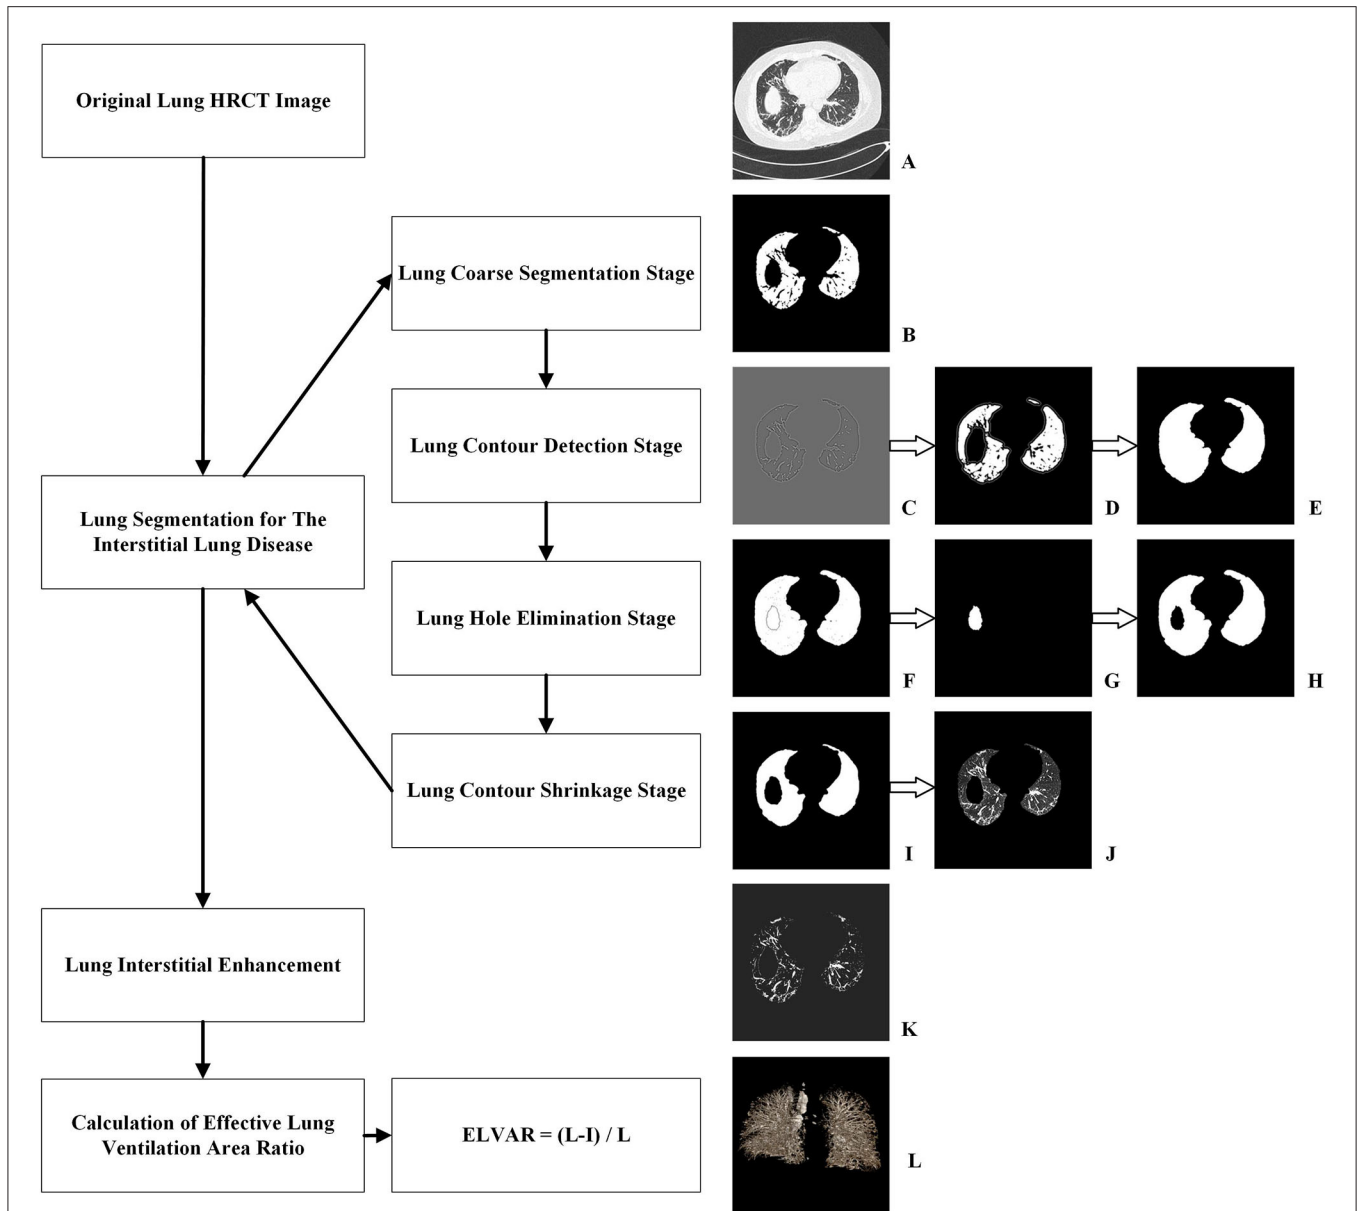 Original Lung HRCT Image
A
Lung Coarse Segmentation Stage
B
Lung Contour Detection Stage
C
D
E
Lung Segmentation for The
Interstitial Lung Disease
Lung Hole Elimination Stage
F
G
H
Lung Contour Shrinkage Stage
I
J
Lung Interstitial Enhancement
K
Calculation of Effective Lung
Ventilation Area Ratio
ELVAR = (L-I) / L
L